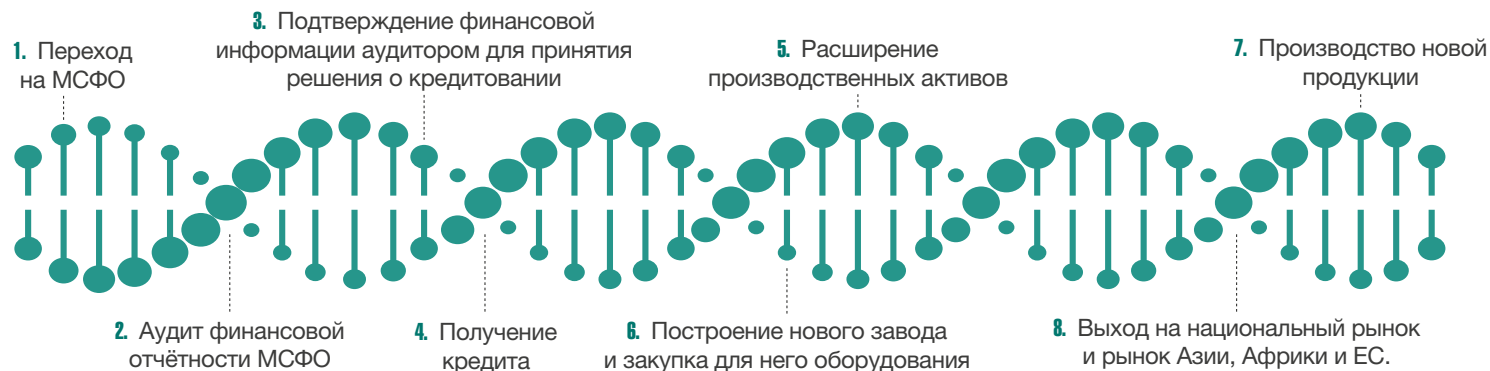 1. Переход
на МСФО
2. Аудит финансовой
отчётности МСФО
3. Подтверждение финансовой
информации аудитором для принятия
решения о кредитовании
4. Получение
кредита
5. Расширение
производственных активов
6. Построение нового завода
и закупка для него оборудования
7. Производство новой
продукции
8. Выход на национальный рынок
и рынок Азии, Африки и ЕС.